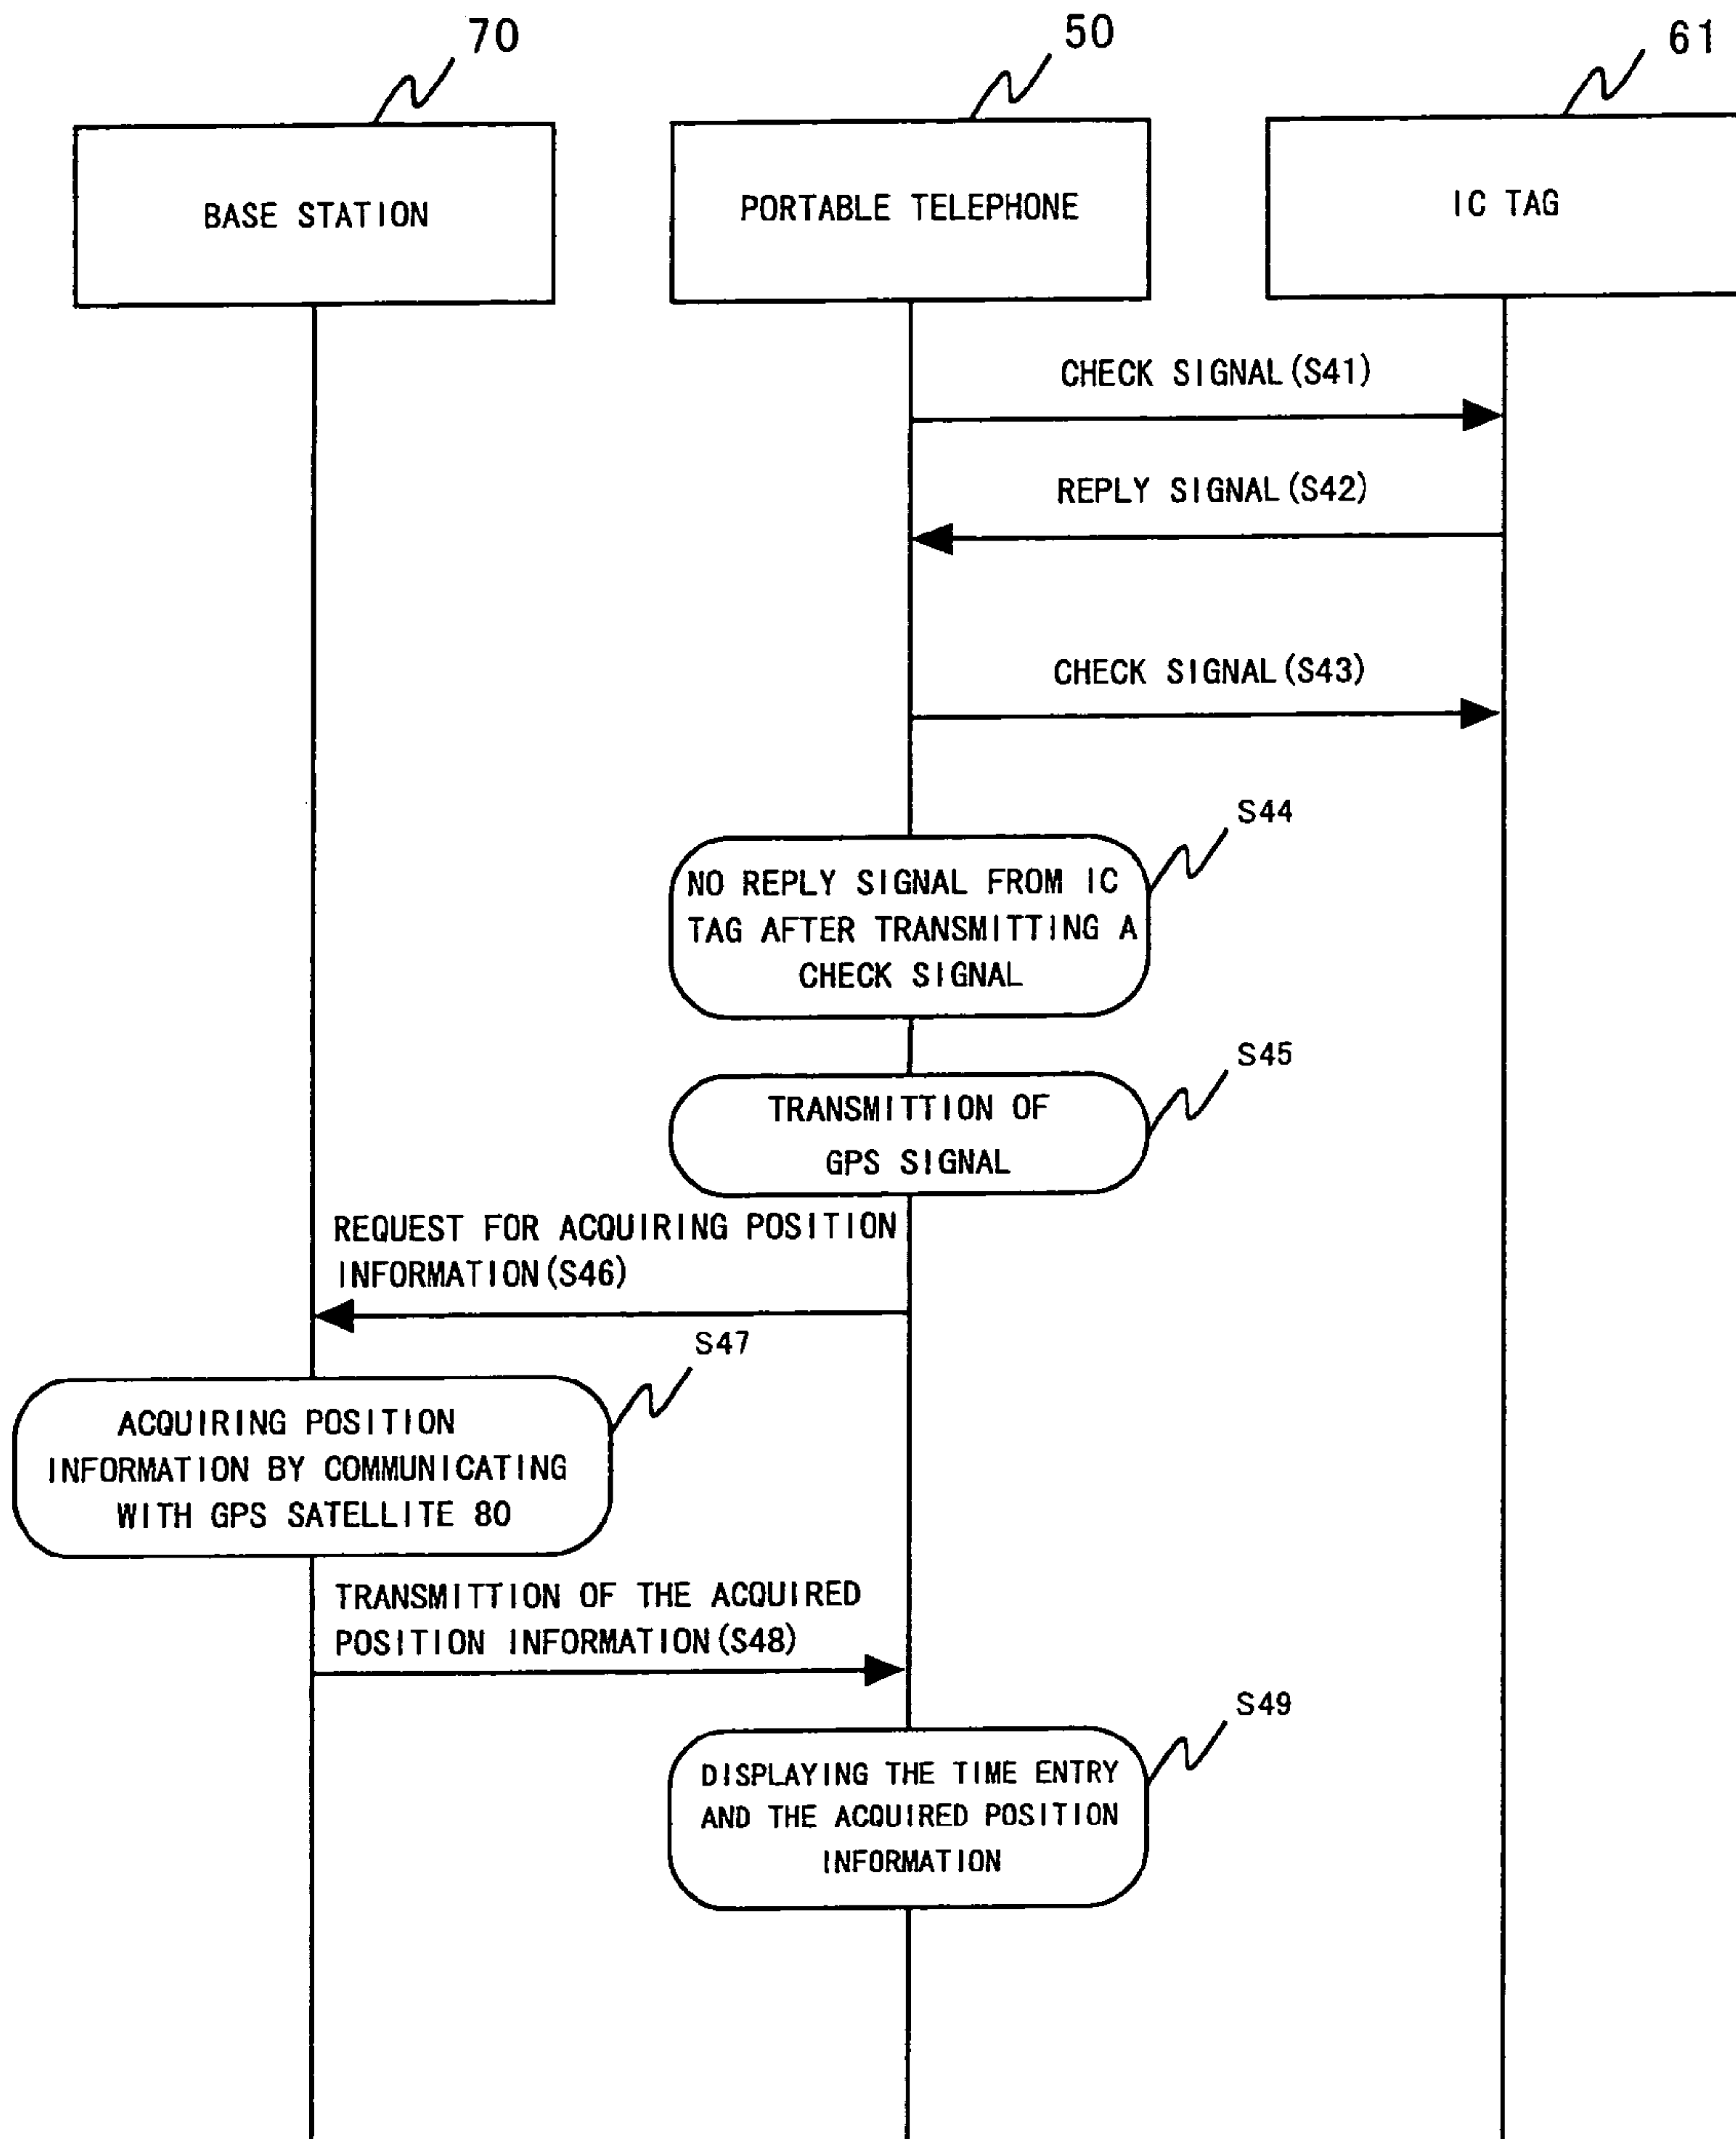 70
50
61
BASE STATION
PORTABLE TELEPHONE
IC TAG
CHECK SIGNAL(S41)
REPLY SIGNAL(S42)
CHECK SIGNAL(S43)
S44
NO REPLY SIGNAL FROM IC
TAG AFTER TRANSMITTING A
CHECK SIGNAL
S45
TRANSMITTION OF
GPS SIGNAL
REQUEST FOR ACQUIRING POSITION
INFORMATION(S46)
S47
ACQUIRING POSITION
INFORMATION BY COMMUNICATING
WITH GPS SATELLITE 80
TRANSMITTION OF THE ACQUIRED
POSITION INFORMATION(S48)
S49
DISPLAYING THE TIME ENTRY
AND THE ACQUIRED POSITION
INFORMATION